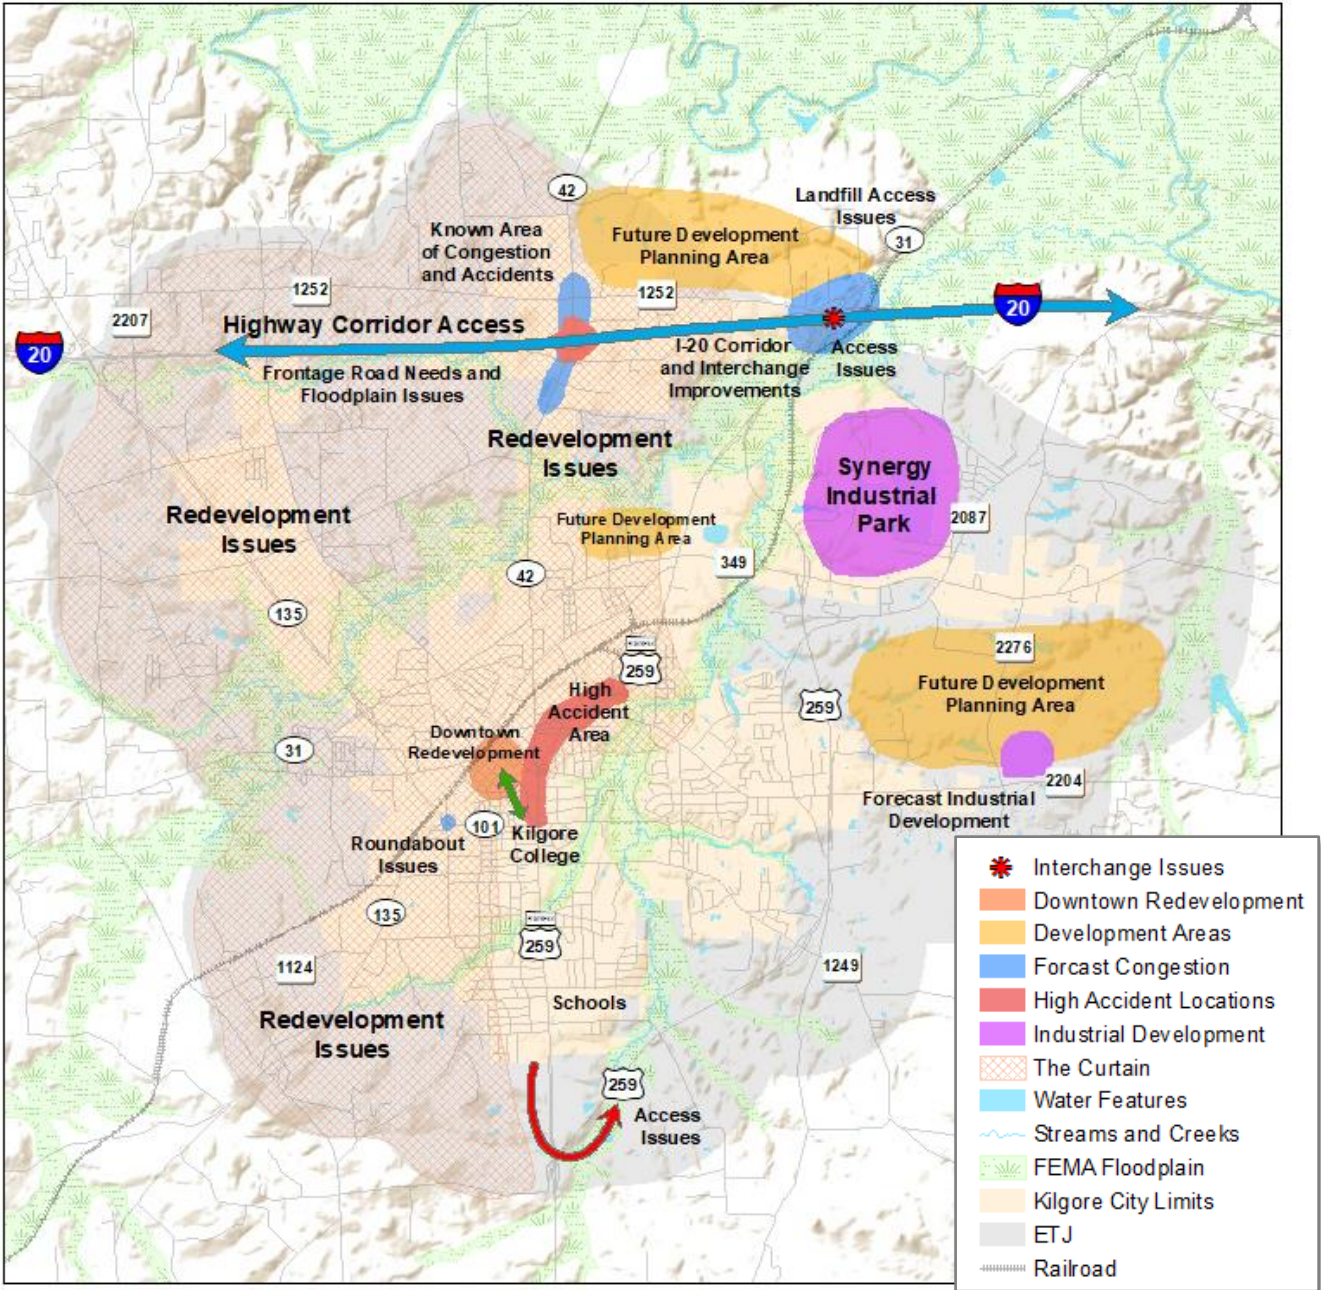 42
Landfill Access
Issues
31
Known Area
of Congestion
and Accidents
Future Development
Planning Area
1252
1252
2207
20
20
Highway Corridor Access
Frontage Road Needs and
Floodplain Issues
I-20 Corridor
and Interchange
Improvements
Access
Issues
Redevelopment
Issues
Synergy
Industrial
Park
2087
Redevelopment
Issues
Future Development
Planning Area
349
42
135
259
2276
Future Development
Planning Area
259
High
Accident
Area
Downtown
Redevelopment
31
2204
Forecast Industrial
Development
101
Kilgore
College
Roundabout
Issues
135
259
1124
1249
Schools
Redevelopment
Issues
259
Access
Issues
Interchange Issues
Downtown Redevelopment
Development Areas
Forcast Congestion
High Accident Locations
Industrial Development
The Curtain
Water Features
Streams and Creeks
FEMA Floodplain
Kilgore City Limits
ETJ
Railroad